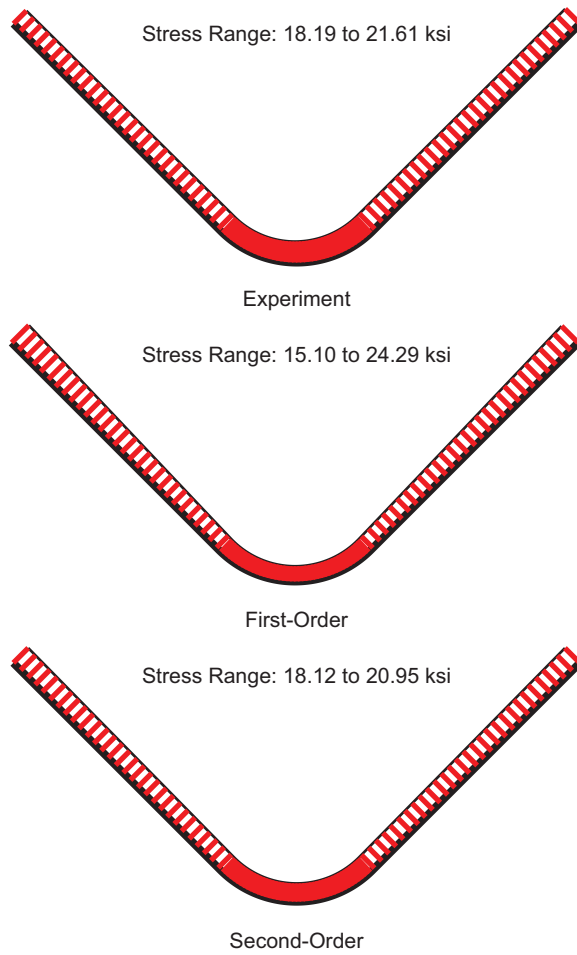 Stress Range: 18.19 to 21.61 ksi
Experiment
Stress Range: 15.10 to 24.29 ksi
First-Order
Stress Range: 18.12 to 20.95 ksi
Second-Order